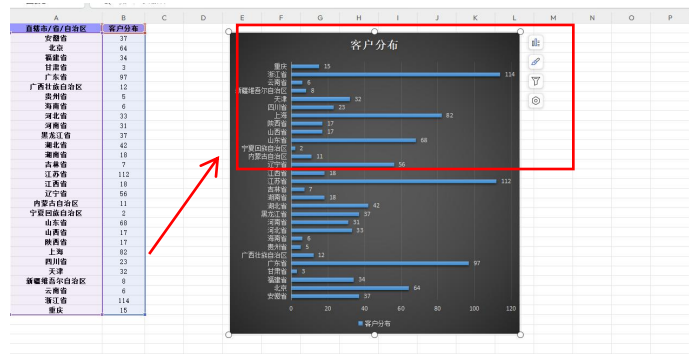 A B C D E F G H I J K L M N O P
直辖市/省/自治区 客户分布
安徽省 37
北京 64
福建省 34
甘肃省 3
广东省 97
广西壮族自治区 12
贵州省 5
海南省 6
河北省 33
河南省 31
黑龙江省 37
湖北省 42
湖南省 18
吉林省 7
江苏省 112
江西省 18
辽宁省 56
内蒙古自治区 11
宁夏回族自治区 2
山东省 68
山西省 17
陕西省 17
上海 82
四川省 23
天津 32
新疆维吾尔自治区 8
云南省 6
浙江省 114
重庆 15
客户分布
重庆 15
浙江省 114
云南省 6
新疆维吾尔自治区 8
天津 32
四川省 23
上海 82
陕西省 17
山西省 17
山东省 68
宁夏回族自治区 2
内蒙古自治区 11
辽宁省 56
江西省 18
江苏省 112
吉林省 7
湖南省 18
湖北省 42
黑龙江省 37
河南省 31
河北省 33
海南省 6
贵州省 5
广西壮族自治区 12
广东省 97
甘肃省 3
福建省 34
北京 64
安徽省 37
0 20 40 60 80 100 120
客户分布